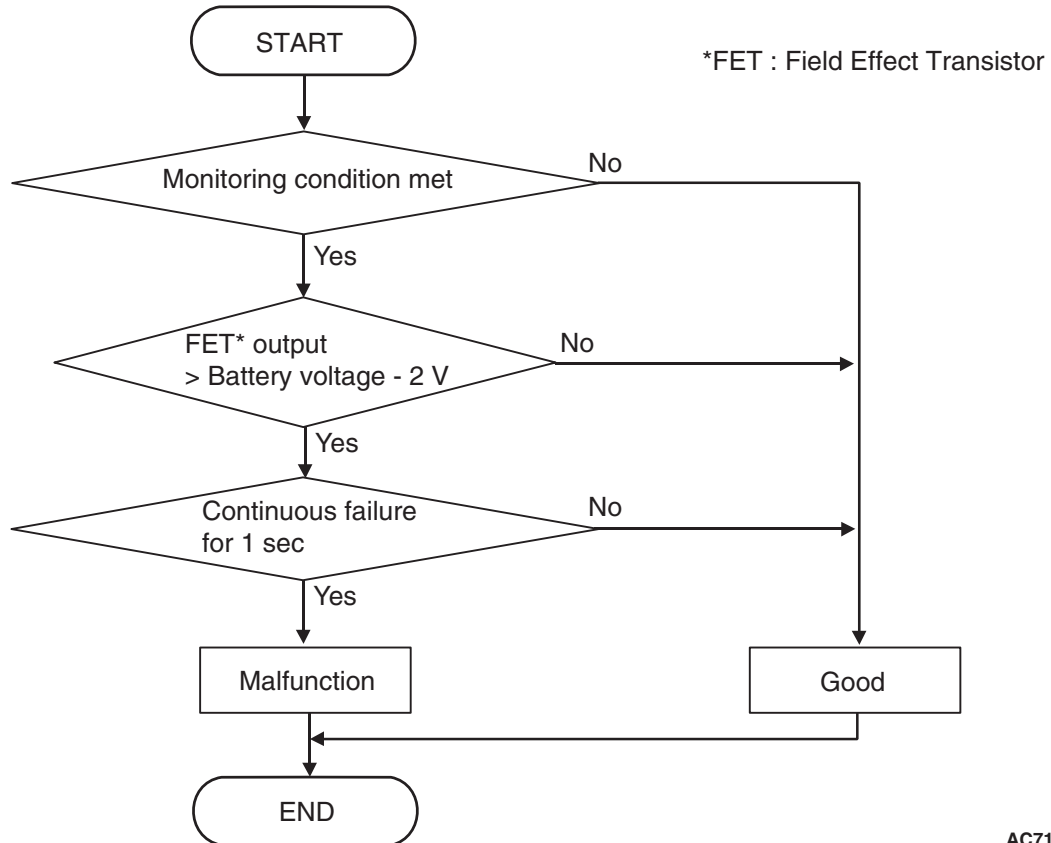 START
*FET : Field Effect Transistor
Monitoring condition met
No
Yes
FET* output
> Battery voltage - 2 V
No
Yes
Continuous failure
for 1 sec
No
Yes
Malfunction
Good
END
AC71